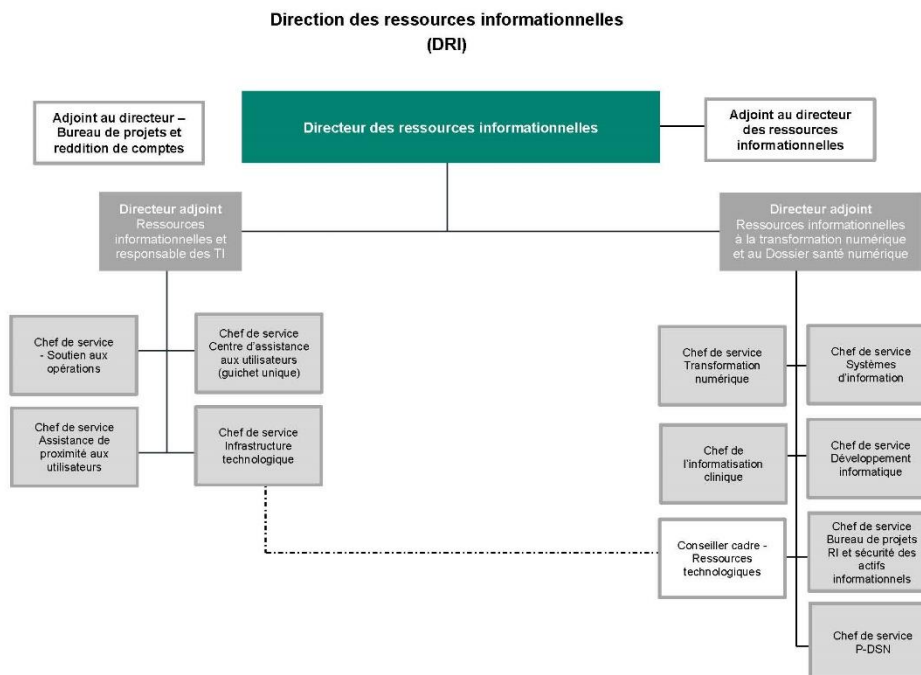 Direction des ressources informationnelles
(DRI)
Adjoint au directeur –
Bureau de projets et
reddition de comptes
Directeur des ressources informationnelles
Adjoint au directeur
des ressources
informationnelles
Directeur adjoint
Ressources
informationnelles et
responsable des TI
Directeur adjoint
Ressources informationnelles
à la transformation numérique
et au Dossier santé numérique
Chef de service
- Soutien aux
opérations
Chef de service
Centre d'assistance
aux utilisateurs
(guichet unique)
Chef de service
Assistance de
proximité aux
utilisateurs
Chef de service
Infrastructure
technologique
Chef de service
Transformation
numérique
Chef de service
Systèmes
d'information
Chef de
l'informatisation
clinique
Chef de service
Développement
informatique
Conseiller cadre -
Ressources
technologiques
Chef de service
Bureau de projets
RI et sécurité des
actifs
informationnels
Chef de service
P-DSN